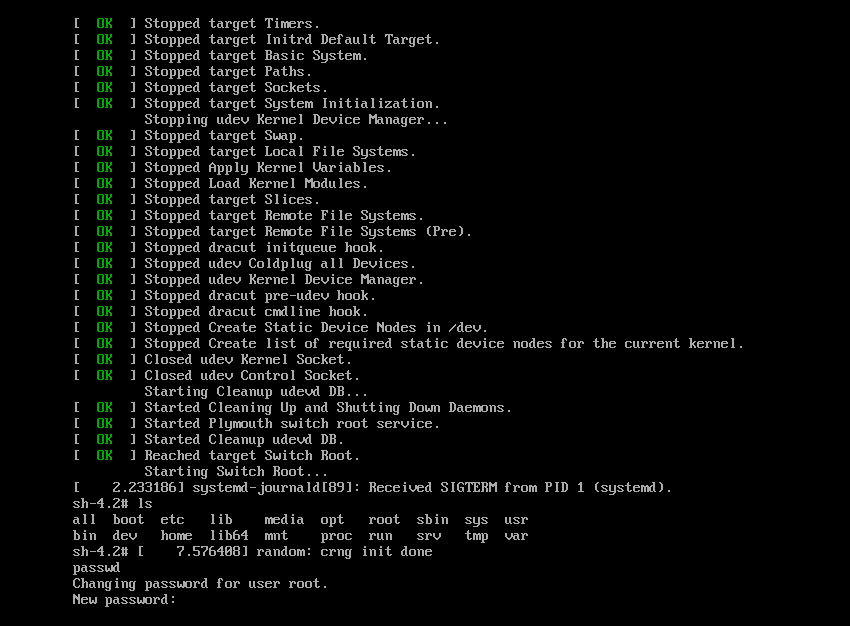 [  OK  ] Stopped target Timers.
[  OK  ] Stopped target Initrd Default Target.
[  OK  ] Stopped target Basic System.
[  OK  ] Stopped target Paths.
[  OK  ] Stopped target Sockets.
[  OK  ] Stopped target System Initialization.
         Stopping udev Kernel Device Manager...
[  OK  ] Stopped target Swap.
[  OK  ] Stopped target Local File Systems.
[  OK  ] Stopped Apply Kernel Variables.
[  OK  ] Stopped Load Kernel Modules.
[  OK  ] Stopped target Slices.
[  OK  ] Stopped target Remote File Systems.
[  OK  ] Stopped target Remote File Systems (Pre).
[  OK  ] Stopped dracut initqueue hook.
[  OK  ] Stopped udev Coldplug all Devices.
[  OK  ] Stopped udev Kernel Device Manager.
[  OK  ] Stopped dracut pre-udev hook.
[  OK  ] Stopped dracut cmdline hook.
[  OK  ] Stopped Create Static Device Nodes in /dev.
[  OK  ] Stopped Create list of required static device nodes for the current kernel.
[  OK  ] Closed udev Kernel Socket.
[  OK  ] Closed udev Control Socket.
         Starting Cleanup udevd DB...
[  OK  ] Started Cleaning Up and Shutting Down Daemons.
[  OK  ] Started Plymouth switch root service.
[  OK  ] Started Cleanup udevd DB.
[  OK  ] Reached target Switch Root.
         Starting Switch Root...
[    2.233186] systemd-journald[89]: Received SIGTERM from PID 1 (systemd).
sh-4.2# ls
all  boot  etc   lib    media  opt   root  sbin  sys  usr
bin  dev   home  lib64  mnt    proc  run   srv   tmp  var
sh-4.2# [    7.576408] random: crng init done
passwd
Changing password for user root.
New password: